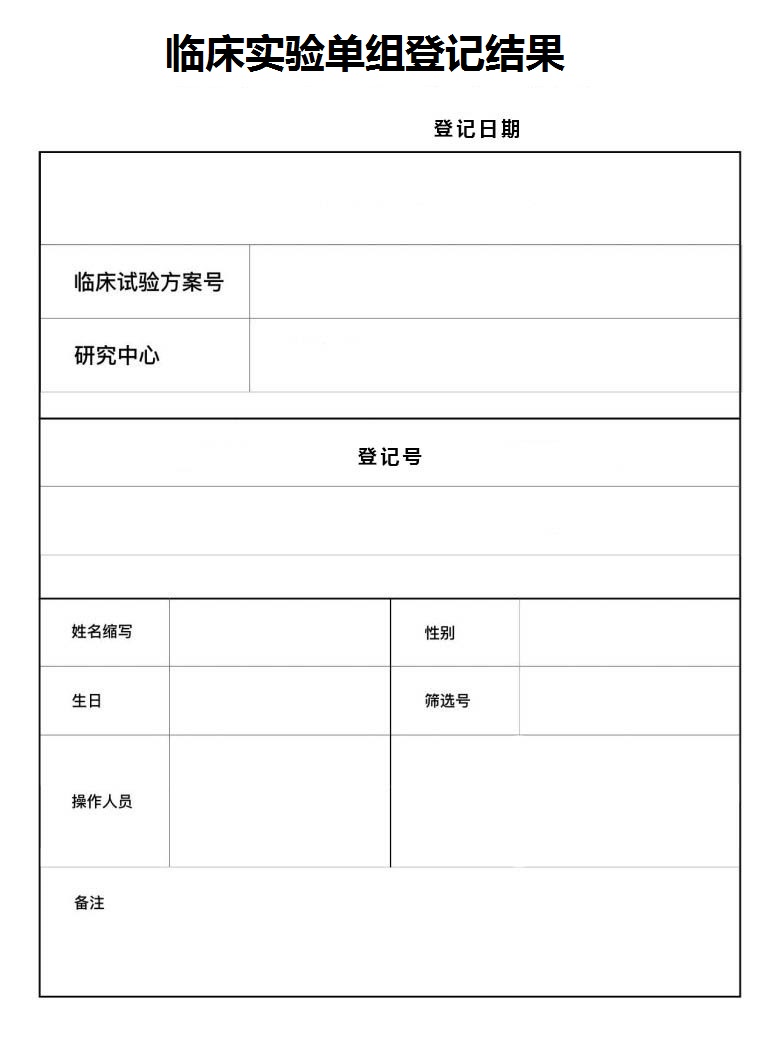 临床实验单组登记结果
登记日期
临床试验方案号
研究中心
登记号
姓名缩写
性别
生日
筛选号
操作人员
备注